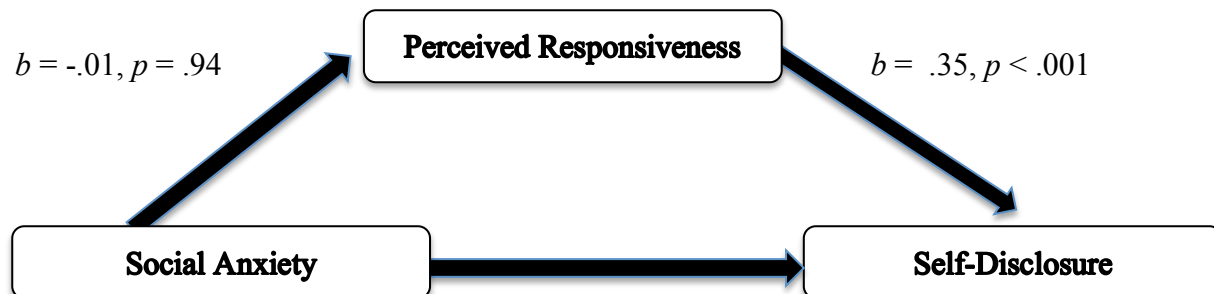 Perceived Responsiveness
b = -.01, p = .94
b = .35, p < .001
Social Anxiety
Self-Disclosure